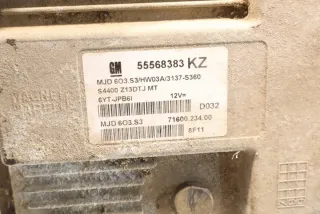 GM 55568383 KZ
MJD 6O3.S3/HW03A/3137-S360
S4400 Z13DTJ MT
6YT-JPB6I 12V=
D032
MJD 6O3.S3 71600.234.00
8F11